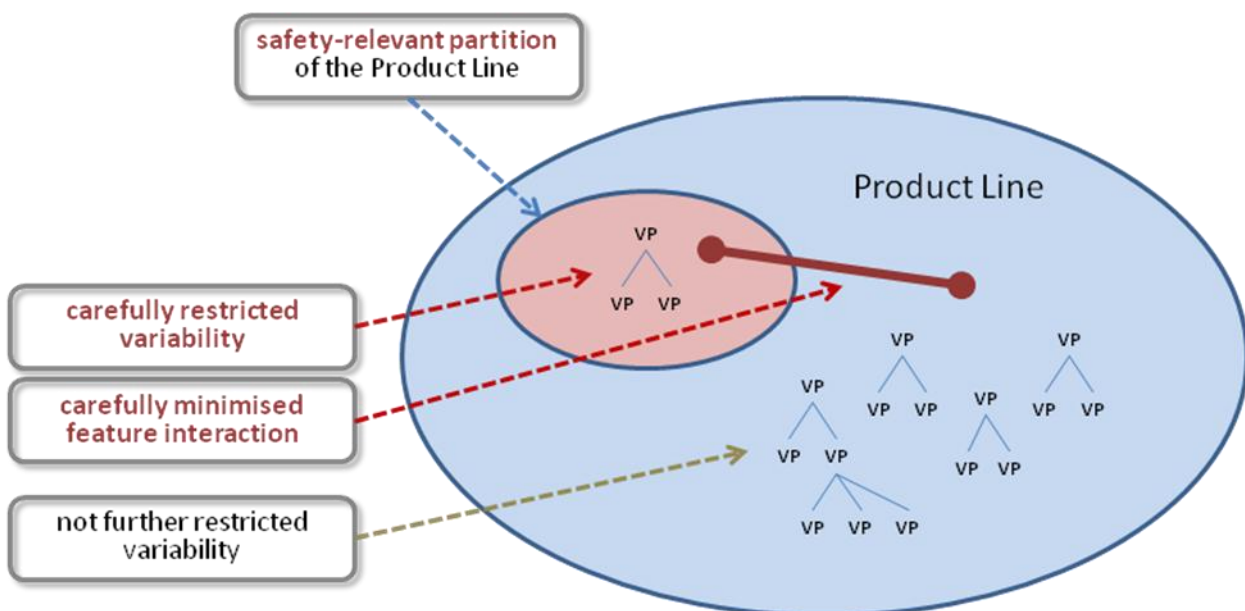 safety-relevant partition
of the Product Line
Product Line
VP
VP VP
carefully restricted
variability
carefully minimised
feature interaction
not further restricted
variability
VP VP
VP
VP VP VP VP VP
VP VP VP VP
VP VP VP